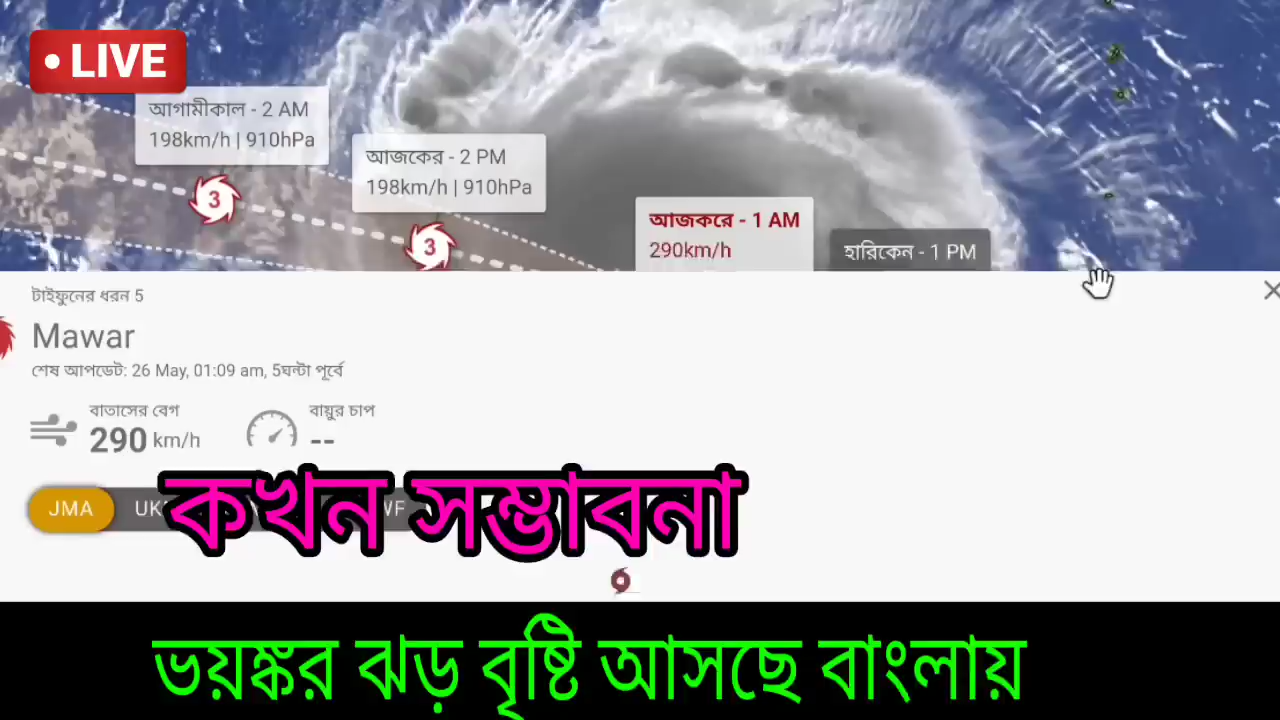 LIVE
আগামীকাল - 2 AM
198km/h | 910hPa
আজকের - 2 PM
198km/h | 910hPa
আজকরে - 1 AM
290km/h
হারিকেন - 1 PM
3
3
টাইফুনের ধরন 5
Mawar
শেষ আপডেট: 26 May, 01:09 am, 5ঘন্টা পূর্বে
বাতাসের বেগ
290 km/h
বায়ুর চাপ
--
JMA
কখন সম্ভাবনা
ভয়ঙ্কর ঝড় বৃষ্টি আসছে বাংলায়